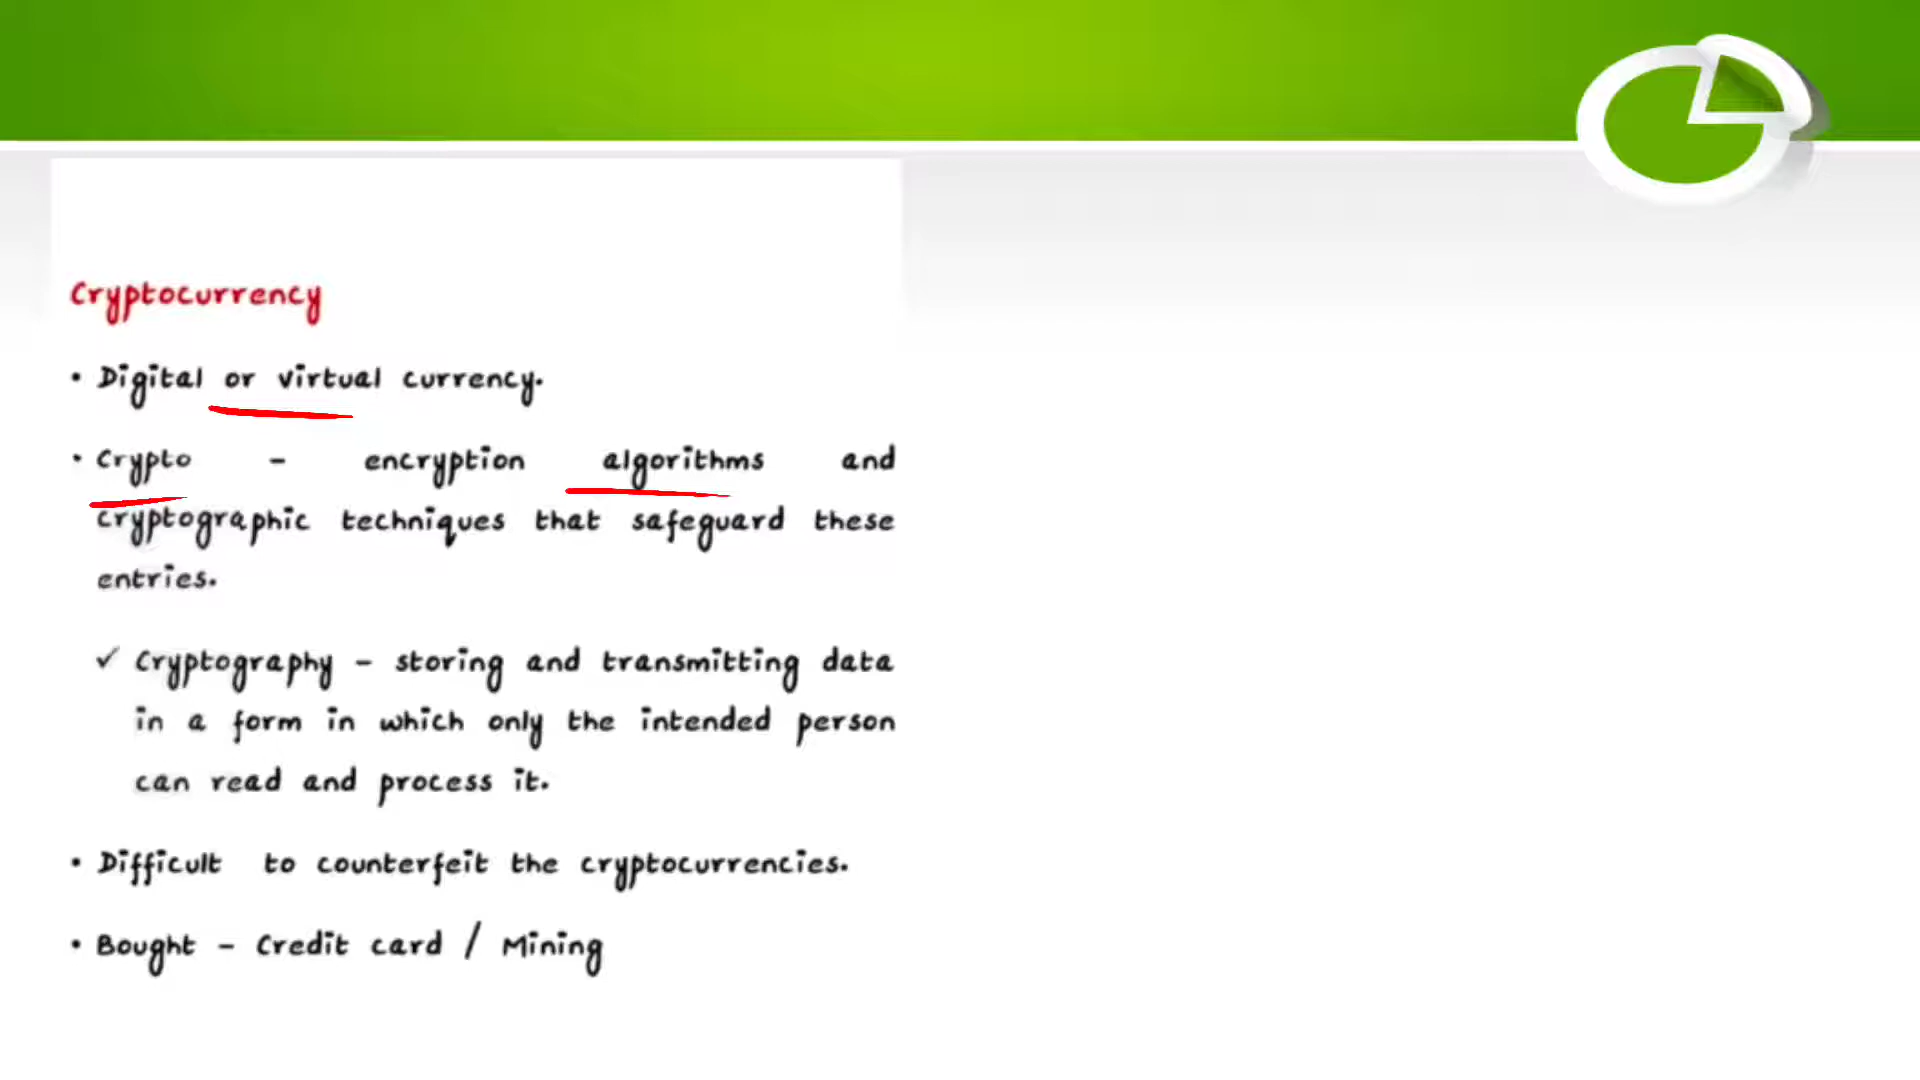 Cryptocurrency
• Digital or virtual currency.
• Crypto – encryption algorithms and
cryptographic techniques that safeguard these
entries.
✓ Cryptography – storing and transmitting data
in a form in which only the intended person
can read and process it.
• Difficult to counterfeit the cryptocurrencies.
• Bought – Credit card / Mining